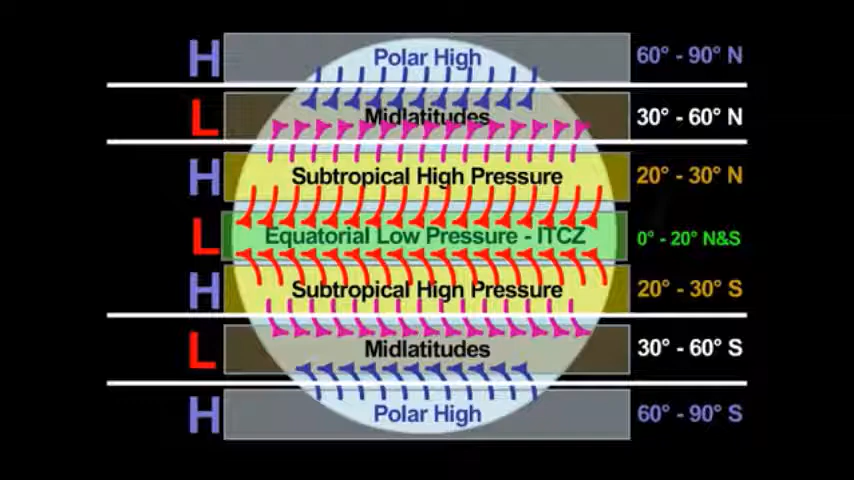 H Polar High 60° - 90° N
L Midlatitudes 30° - 60° N
H Subtropical High Pressure 20° - 30° N
L Equatorial Low Pressure - ITCZ 0° - 20° N&S
H Subtropical High Pressure 20° - 30° S
L Midlatitudes 30° - 60° S
H Polar High 60° - 90° S